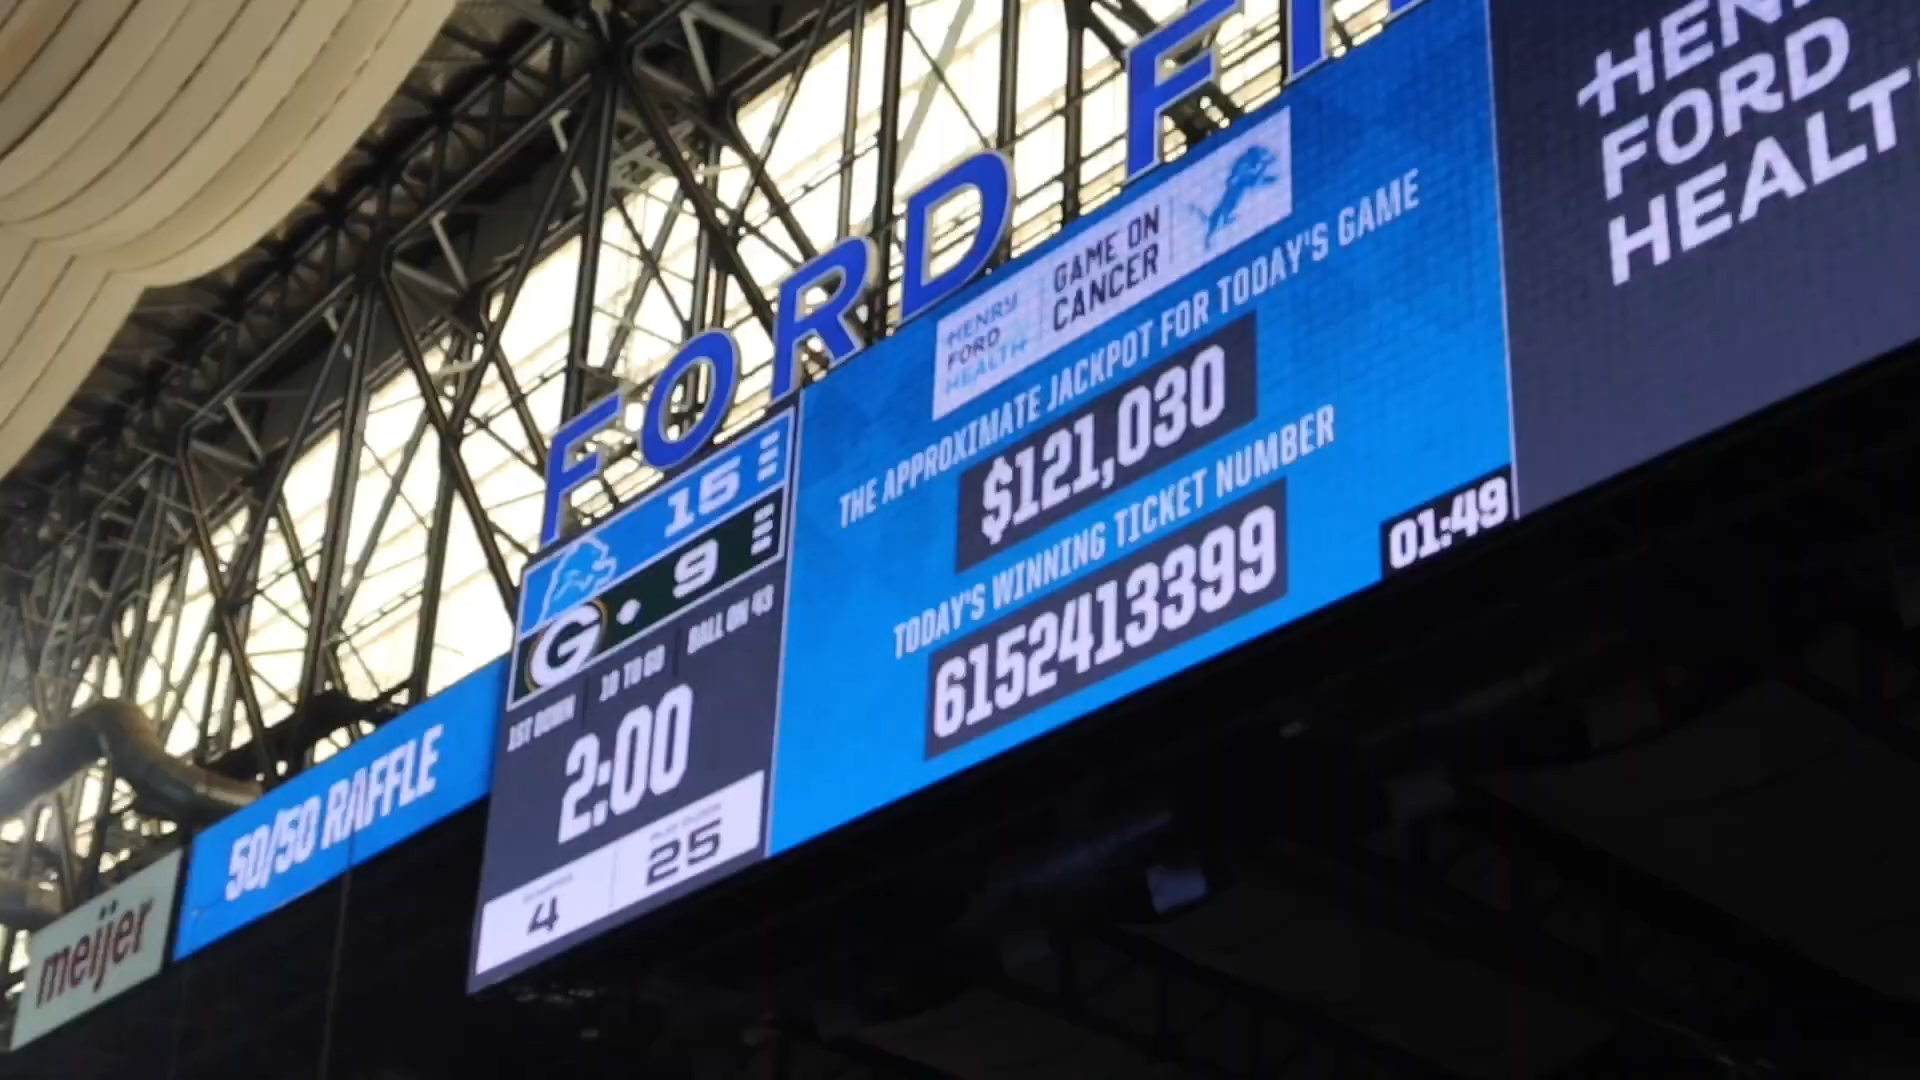 FORD FI
HENRY
FORD
HEALTH
GAME ON
CANCER
THE APPROXIMATE JACKPOT FOR TODAY'S GAME
$121,030
TODAY'S WINNING TICKET NUMBER
6152413399
01:49
HENRY
FORD
HEALT
15
G 9
1ST DOWN 10 TO GO BALL ON 43
2:00
4 25
50/50 RAFFLE
meijer